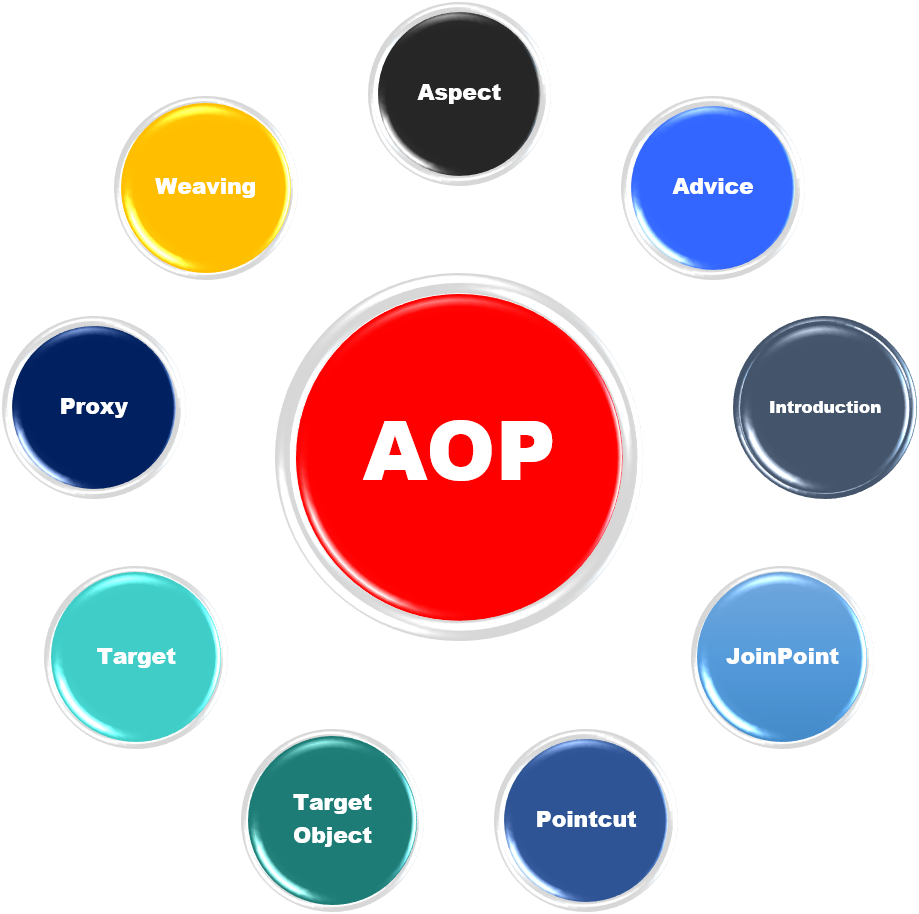 Aspect
Weaving
Advice
Proxy
Introduction
AOP
Target
JoinPoint
Target
Object
Pointcut